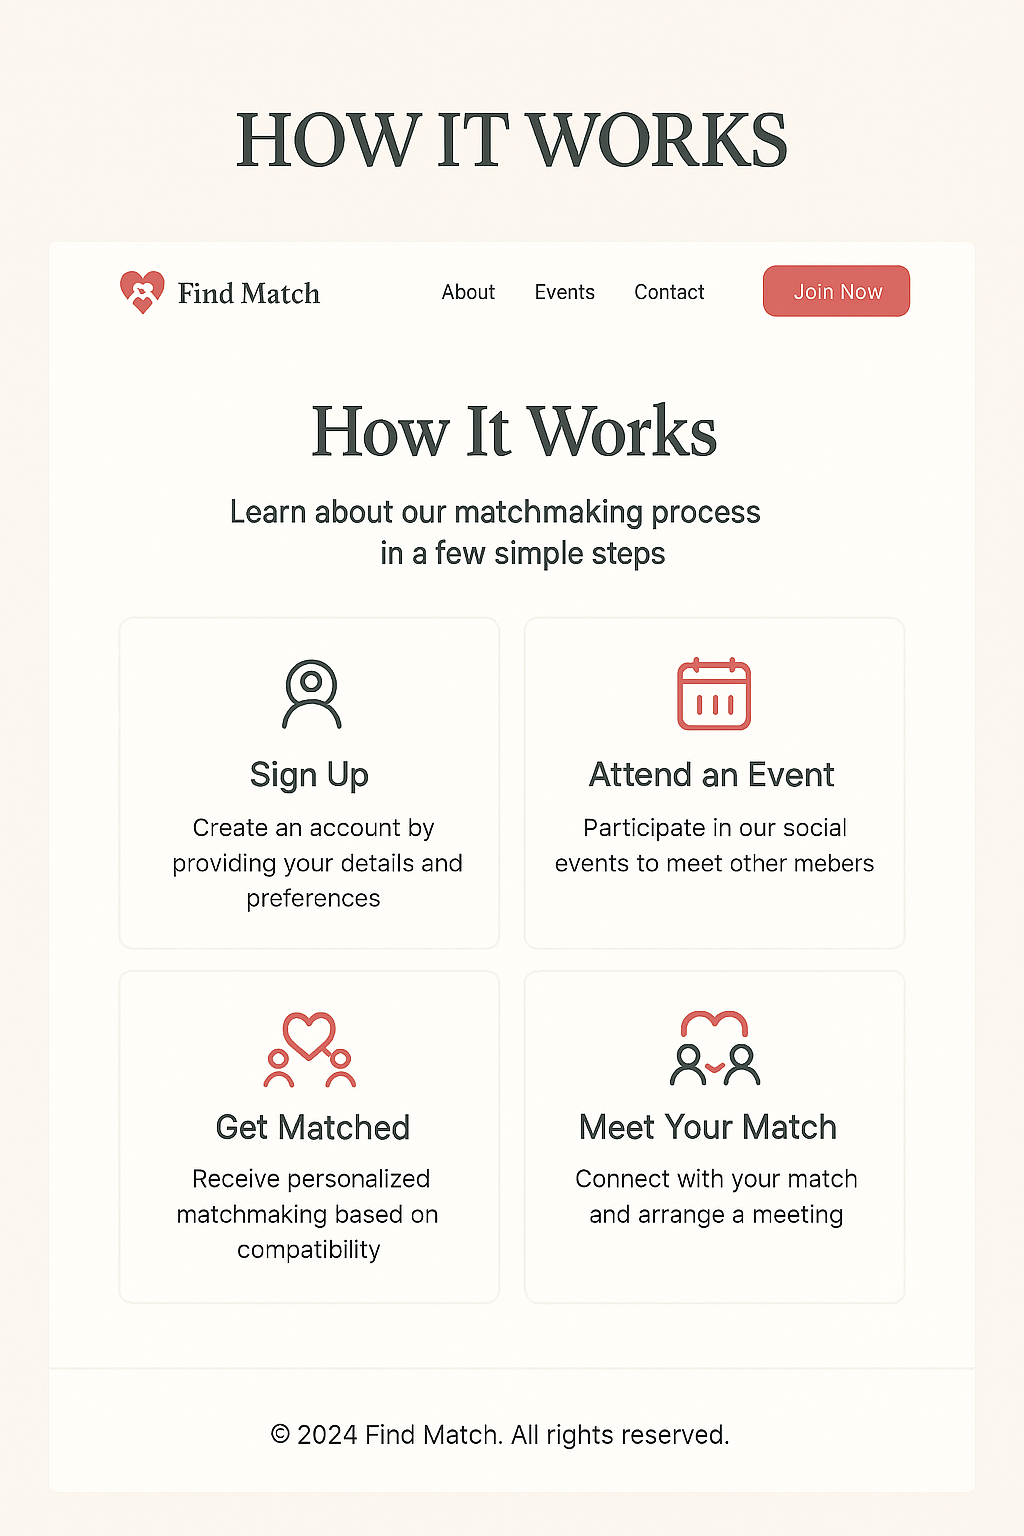 HOW IT WORKS
Find Match
About
Events
Contact
Join Now
How It Works
Learn about our matchmaking process
in a few simple steps
Sign Up
Create an account by
providing your details and
preferences
Attend an Event
Participate in our social
events to meet other mebers
Get Matched
Receive personalized
matchmaking based on
compatibility
Meet Your Match
Connect with your match
and arrange a meeting
© 2024 Find Match. All rights reserved.